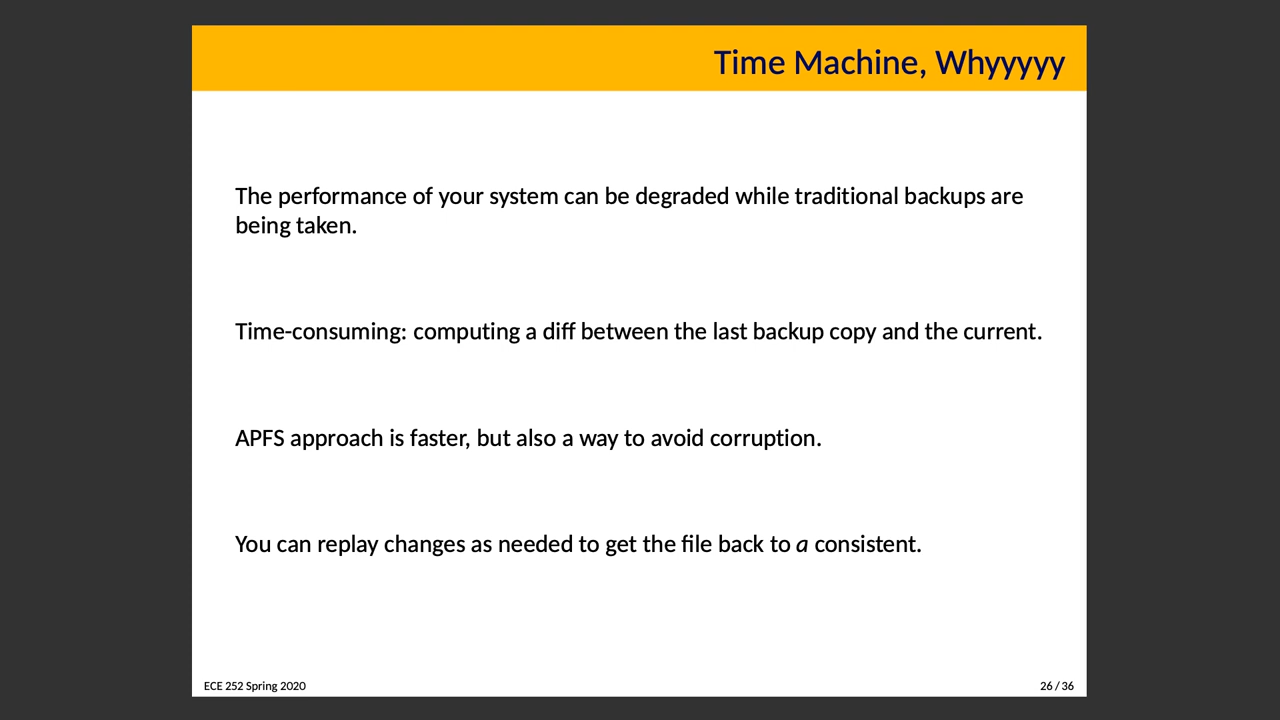 Time Machine, Whyyyyy
The performance of your system can be degraded while traditional backups are
being taken.
Time-consuming: computing a diff between the last backup copy and the current.
APFS approach is faster, but also a way to avoid corruption.
You can replay changes as needed to get the file back to a consistent.
ECE 252 Spring 2020
26 / 36